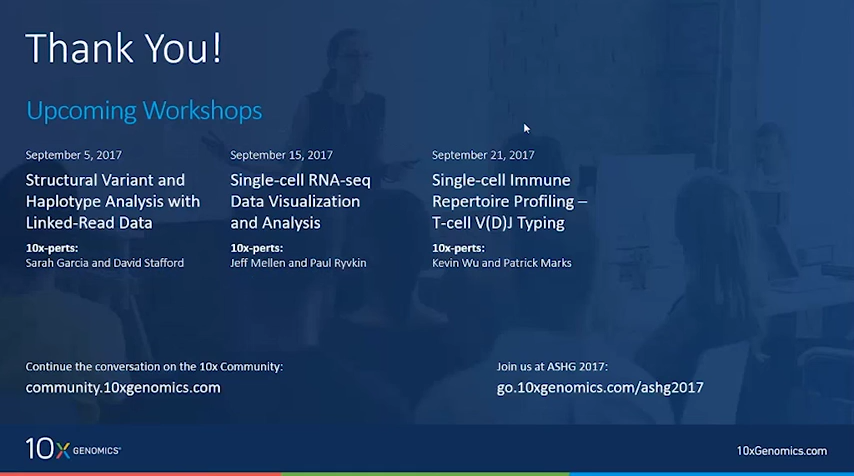 Thank You!
Upcoming Workshops
September 5, 2017
Structural Variant and
Haplotype Analysis with
Linked-Read Data
10x-perts:
Sarah Garcia and David Stafford
September 15, 2017
Single-cell RNA-seq
Data Visualization
and Analysis
10x-perts:
Jeff Mellen and Paul Ryvkin
September 21, 2017
Single-cell Immune
Repertoire Profiling –
T-cell V(D)J Typing
10x-perts:
Kevin Wu and Patrick Marks
Continue the conversation on the 10x Community:
community.10xgenomics.com
Join us at ASHG 2017:
go.10xgenomics.com/ashg2017
10X GENOMICS
10xGenomics.com